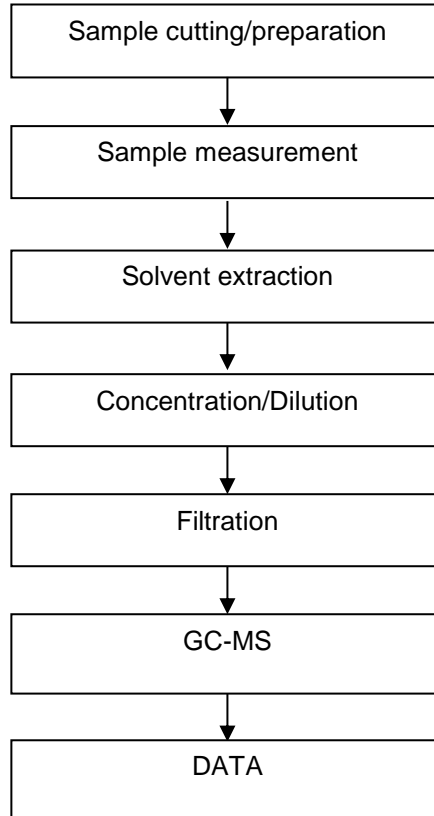 Sample cutting/preparation
Sample measurement
Solvent extraction
Concentration/Dilution
Filtration
GC-MS
DATA